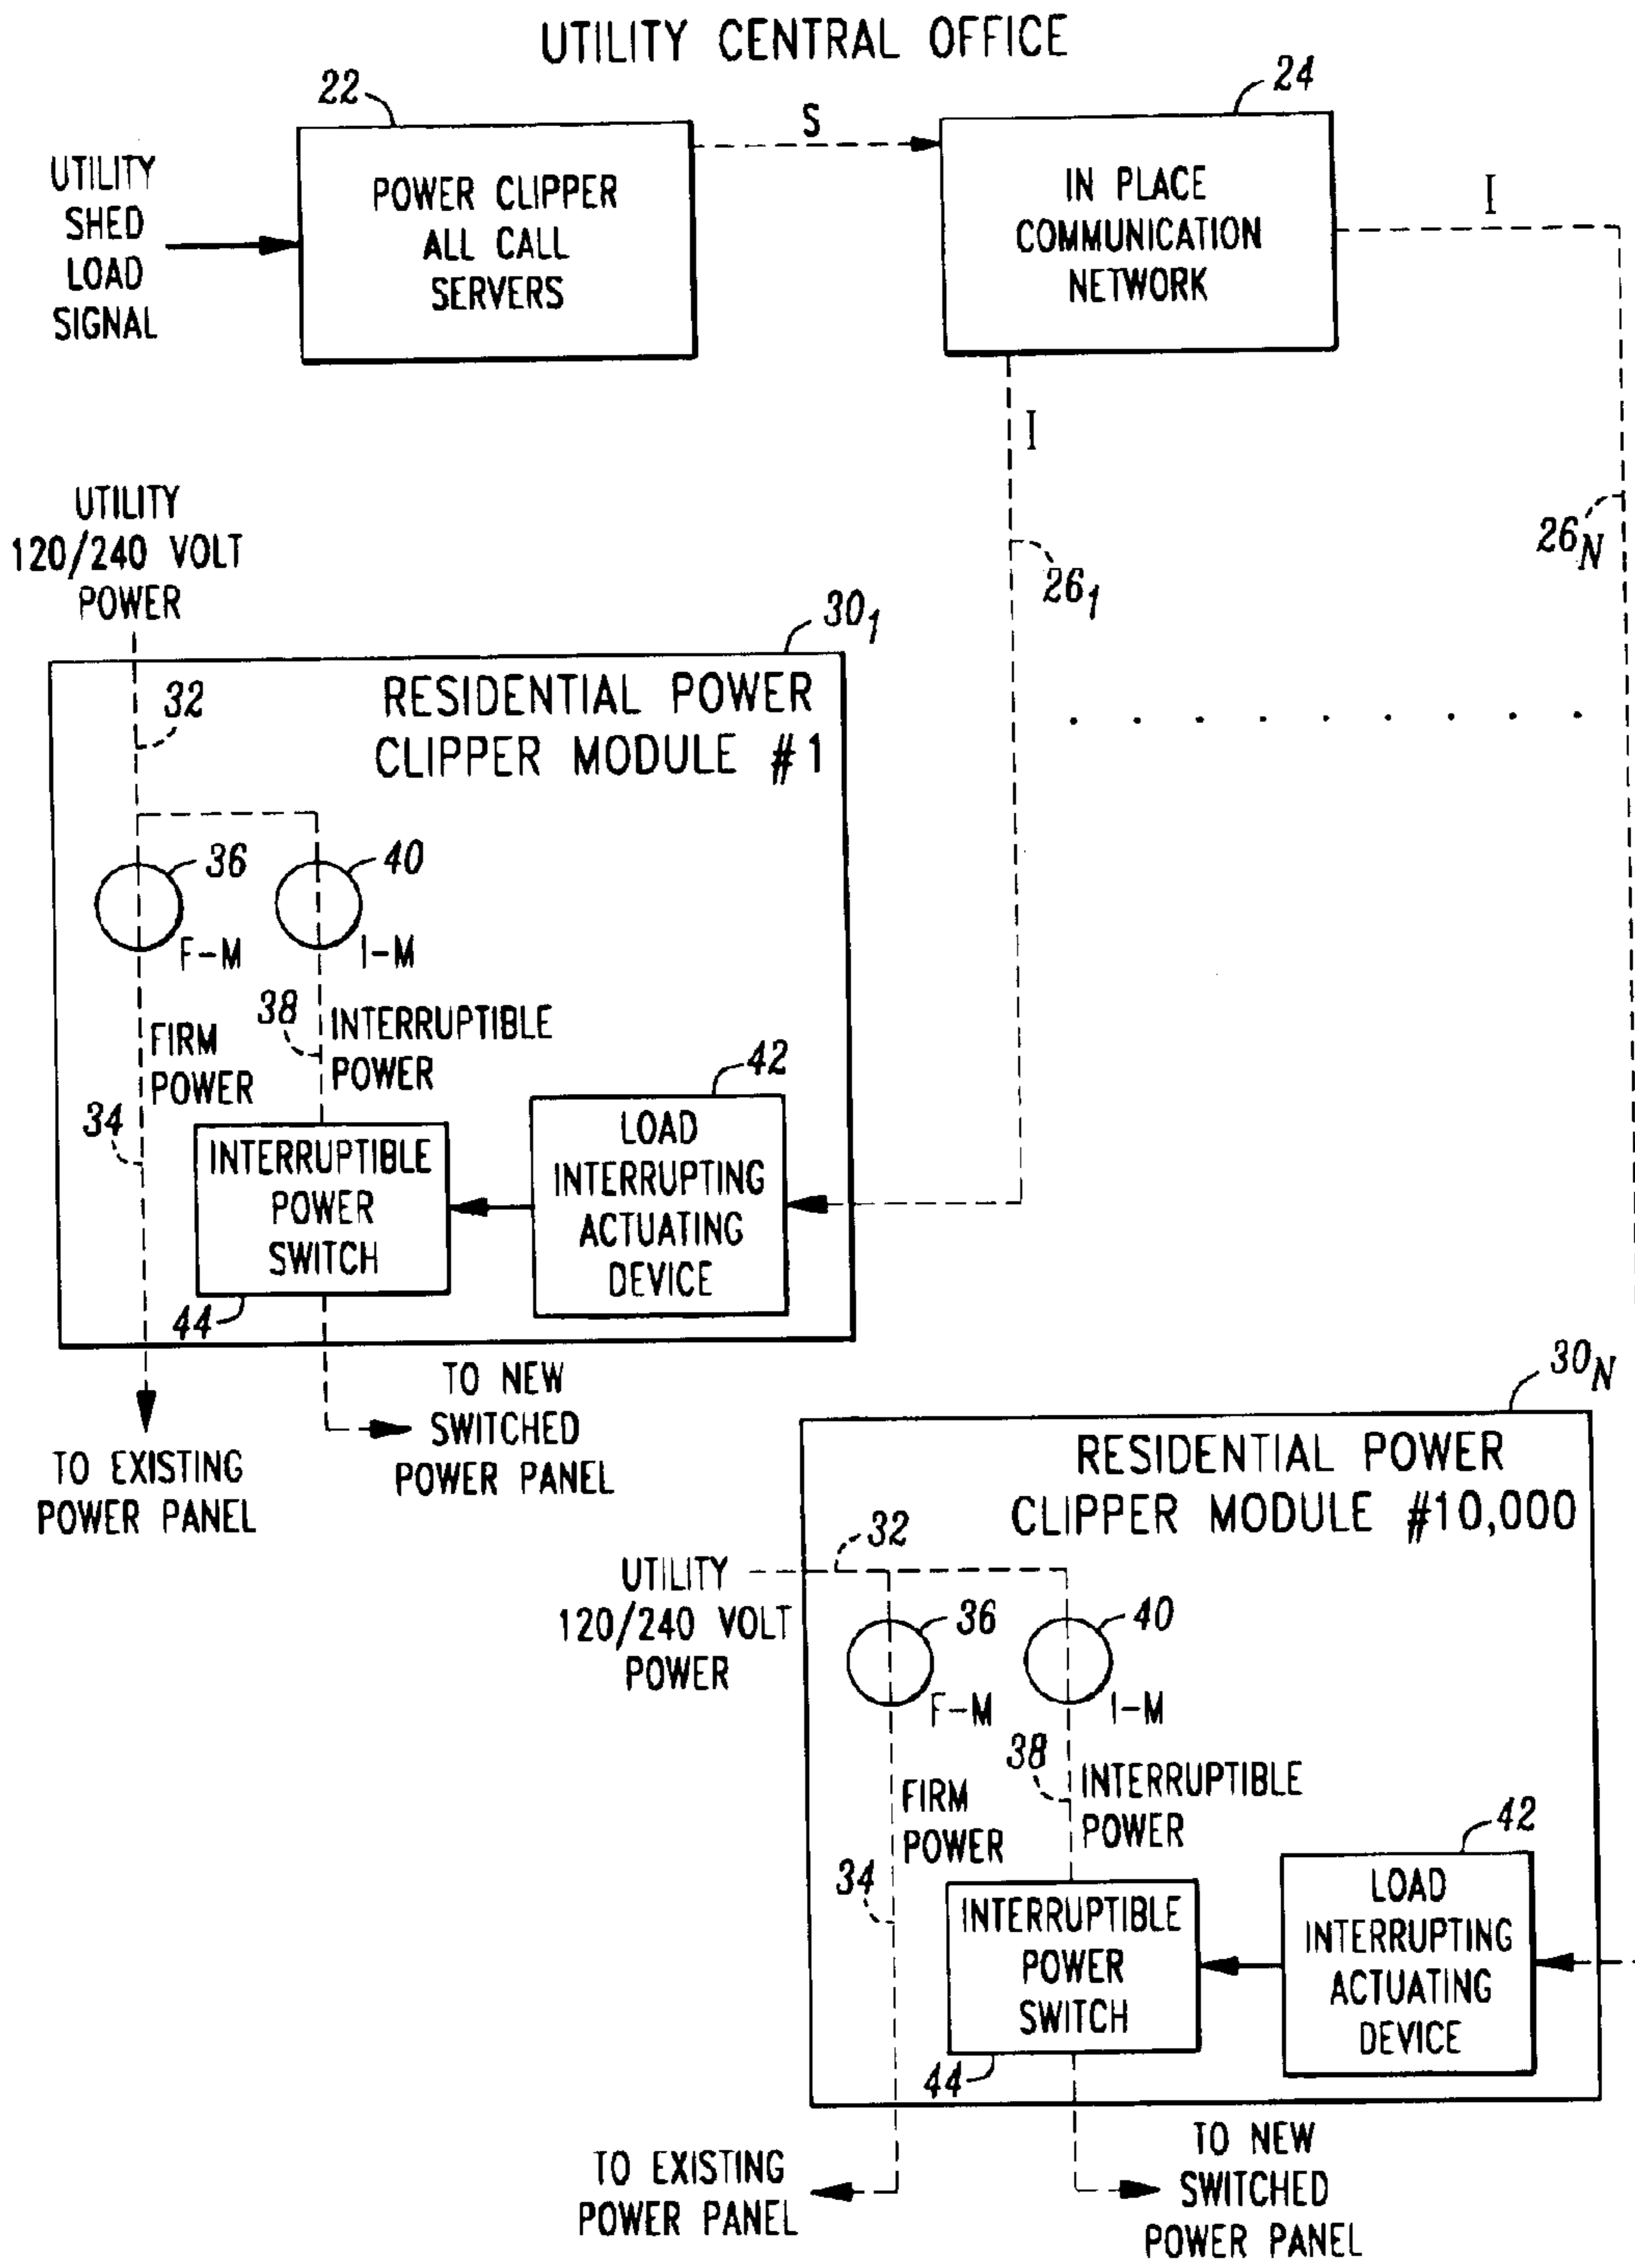 UTILITY CENTRAL OFFICE
22
24
S
I
UTILITY
SHED
LOAD
SIGNAL
POWER CLIPPER
ALL CALL
SERVERS
IN PLACE
COMMUNICATION
NETWORK
I
UTILITY
120/240 VOLT
POWER
26N
261
301
32
RESIDENTIAL POWER
CLIPPER MODULE #1
36
40
F-M
I-M
38
FIRM
POWER
INTERRUPTIBLE
POWER
34
42
INTERRUPTIBLE
POWER
SWITCH
LOAD
INTERRUPTING
ACTUATING
DEVICE
44
TO EXISTING
POWER PANEL
TO NEW
SWITCHED
POWER PANEL
30N
RESIDENTIAL POWER
CLIPPER MODULE #10,000
32
UTILITY
120/240 VOLT
POWER
36
40
F-M
I-M
38
FIRM
POWER
INTERRUPTIBLE
POWER
34
42
INTERRUPTIBLE
POWER
SWITCH
LOAD
INTERRUPTING
ACTUATING
DEVICE
44
TO EXISTING
POWER PANEL
TO NEW
SWITCHED
POWER PANEL